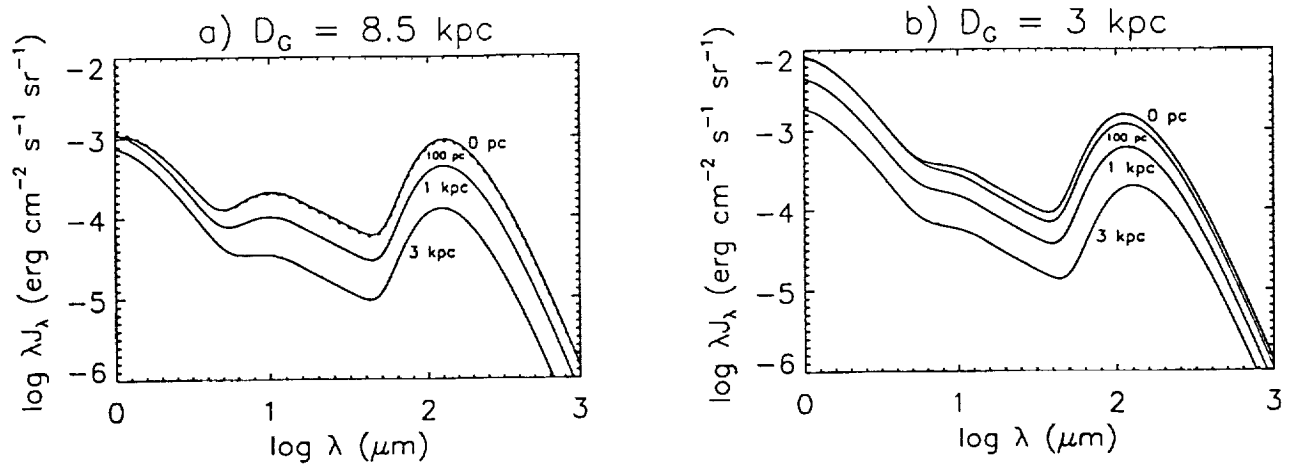 a) D_G = 8.5 kpc
log λJ_λ (erg cm⁻² s⁻¹ sr⁻¹)
-2
-3
-4
-5
-6
0 pc
100 pc
1 kpc
3 kpc
0
1
2
3
log λ (μm)
b) D_G = 3 kpc
log λJ_λ (erg cm⁻² s⁻¹ sr⁻¹)
-2
-3
-4
-5
-6
0 pc
100 pc
1 kpc
3 kpc
0
1
2
3
log λ (μm)